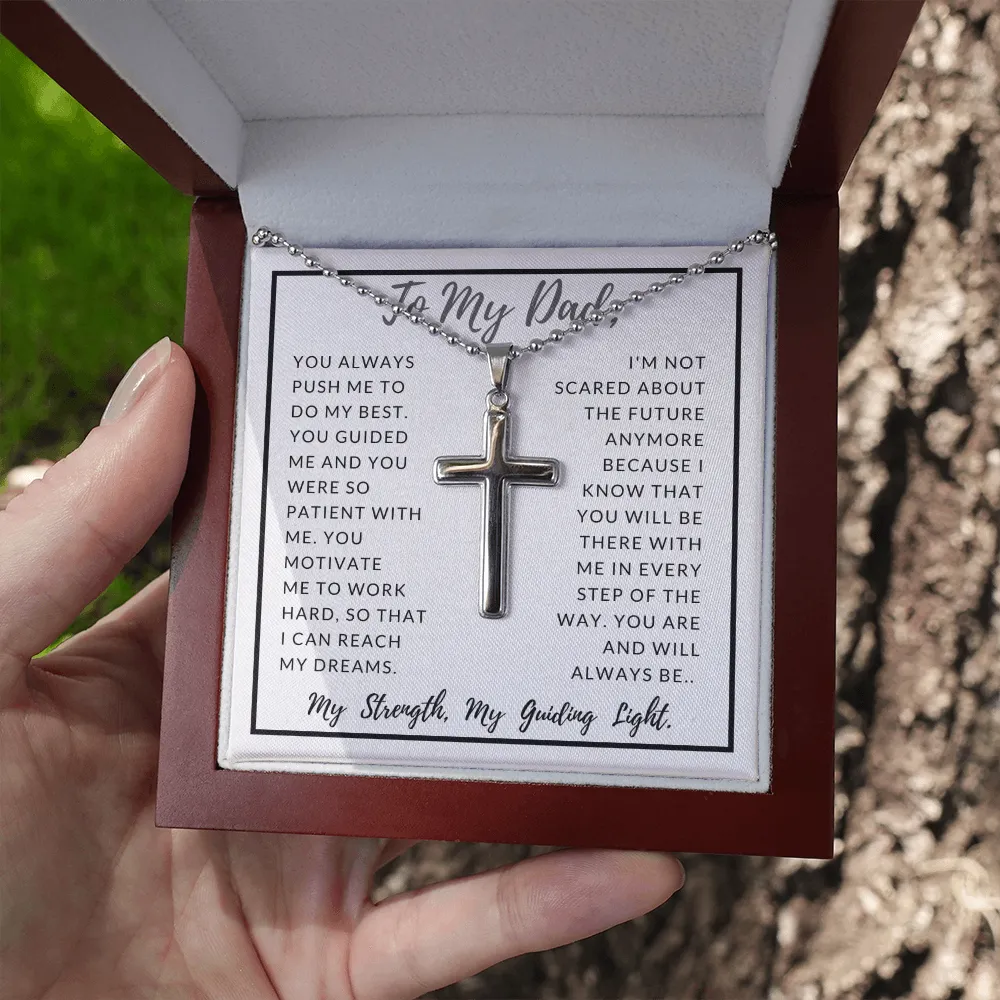 To My Dad,
YOU ALWAYS
PUSH ME TO
DO MY BEST.
YOU GUIDED
ME AND YOU
WERE SO
PATIENT WITH
ME. YOU
MOTIVATE
ME TO WORK
HARD, SO THAT
I CAN REACH
MY DREAMS.
I'M NOT
SCARED ABOUT
THE FUTURE
ANYMORE
BECAUSE I
KNOW THAT
YOU WILL BE
THERE WITH
ME IN EVERY
STEP OF THE
WAY. YOU ARE
AND WILL
ALWAYS BE..
My Strength, My Guiding Light.